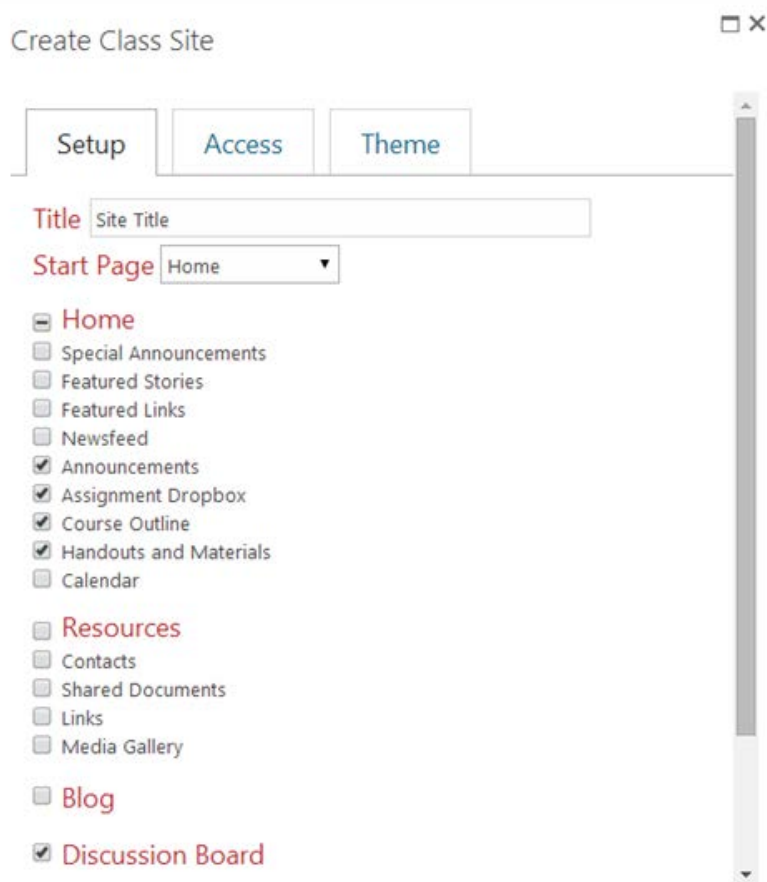 Create Class Site
Setup Access Theme
Title Site Title
Start Page Home
Home
Special Announcements
Featured Stories
Featured Links
Newsfeed
Announcements
Assignment Dropbox
Course Outline
Handouts and Materials
Calendar
Resources
Contacts
Shared Documents
Links
Media Gallery
Blog
Discussion Board